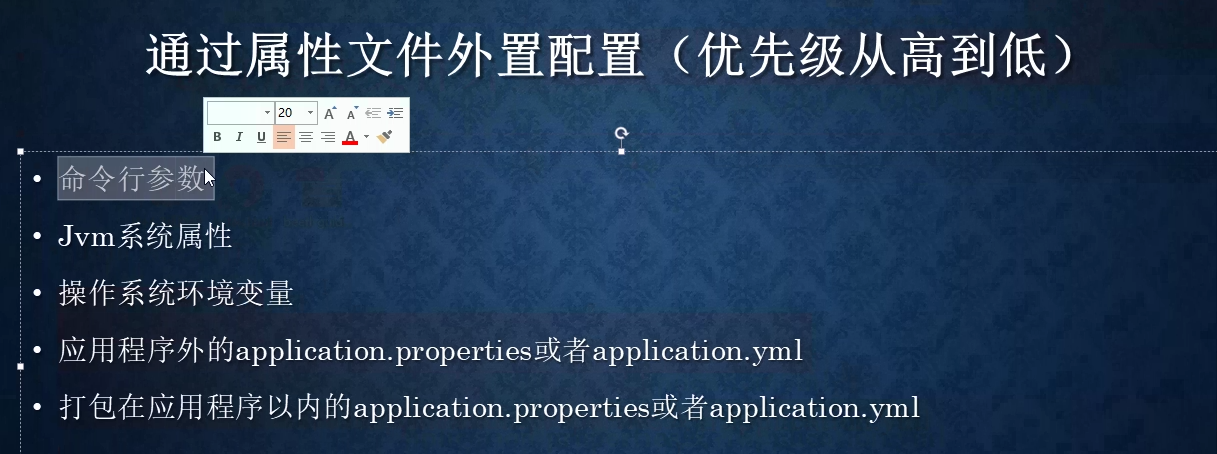 通过属性文件外置配置（优先级从高到低）
20
A A
B I U A
• 命令行参数
• Jvm系统属性
• 操作系统环境变量
• 应用程序外的application.properties或者application.yml
• 打包在应用程序以内的application.properties或者application.yml